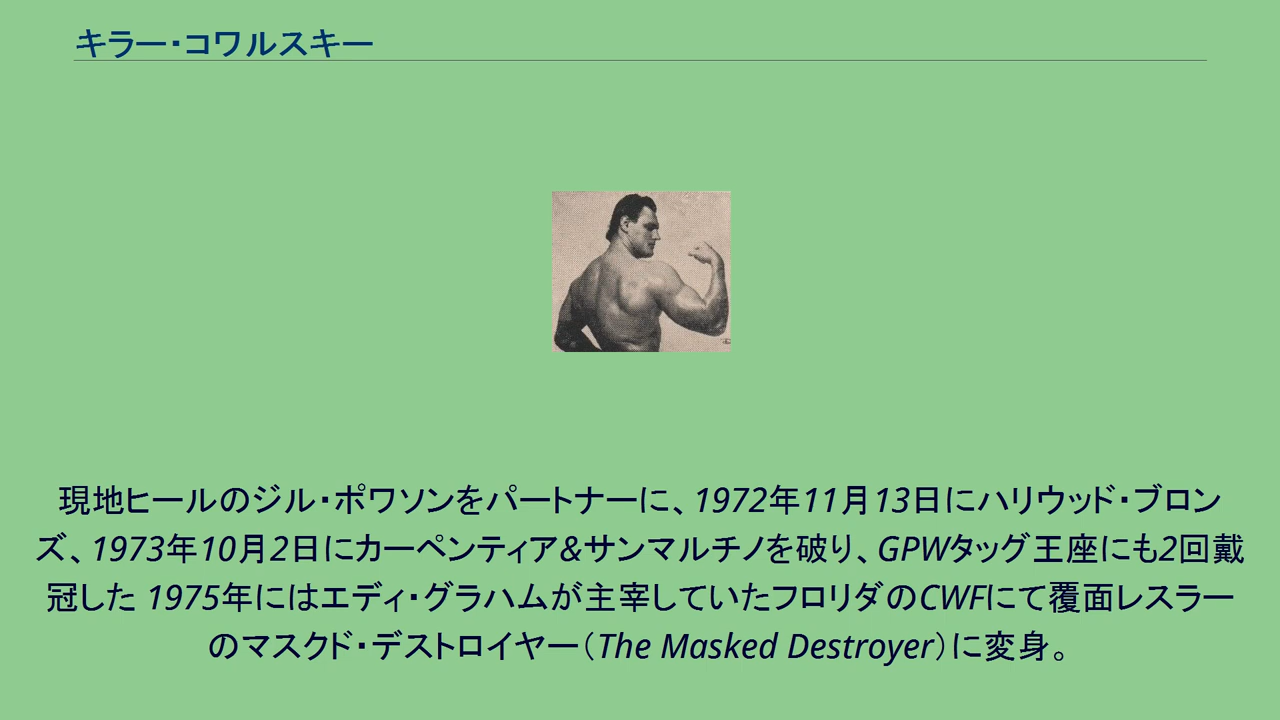 キラー・コワルスキー
現地ヒールのジル・ポワソンをパートナーに、1972年11月13日にハリウッド・ブロン
ズ、1973年10月2日にカーペンティア&サンマルチノを破り、GPWタッグ王座にも2回戴
冠した 1975年にはエディ・グラハムが主宰していたフロリダのCWFにて覆面レスラー
のマスクド・デストロイヤー（The Masked Destroyer）に変身。